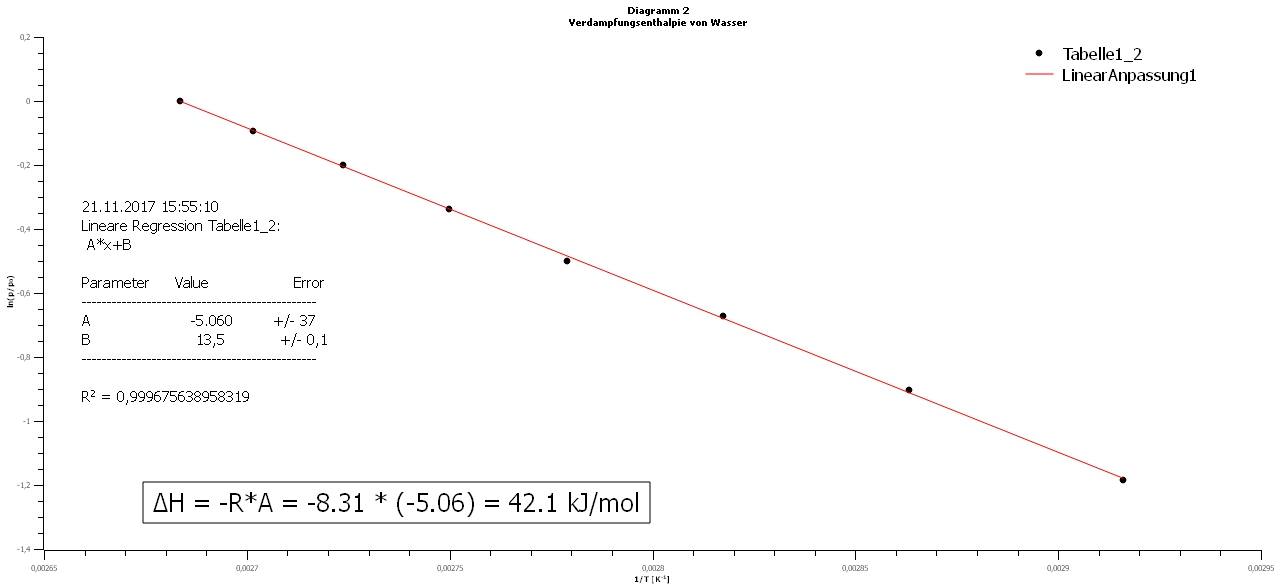 Diagramm 2
Verdampfungsenthalpie von Wasser
Tabelle1_2
LinearAnpassung1
0,2
0
-0,2
-0,4
-0,6
-0,8
-1
-1,2
-1,4
ln(p/p₀)
21.11.2017 15:55:10
Lineare Regression Tabelle1_2:
A*x+B
Parameter Value Error
------------------------------------------------
A -5.060 +/- 37
B 13,5 +/- 0,1
------------------------------------------------
R² = 0,999675638958319
ΔH = -R*A = -8.31 * (-5.06) = 42.1 kJ/mol
0,00265 0,0027 0,00275 0,0028 0,00285 0,0029 0,00295
1/T [K⁻¹]